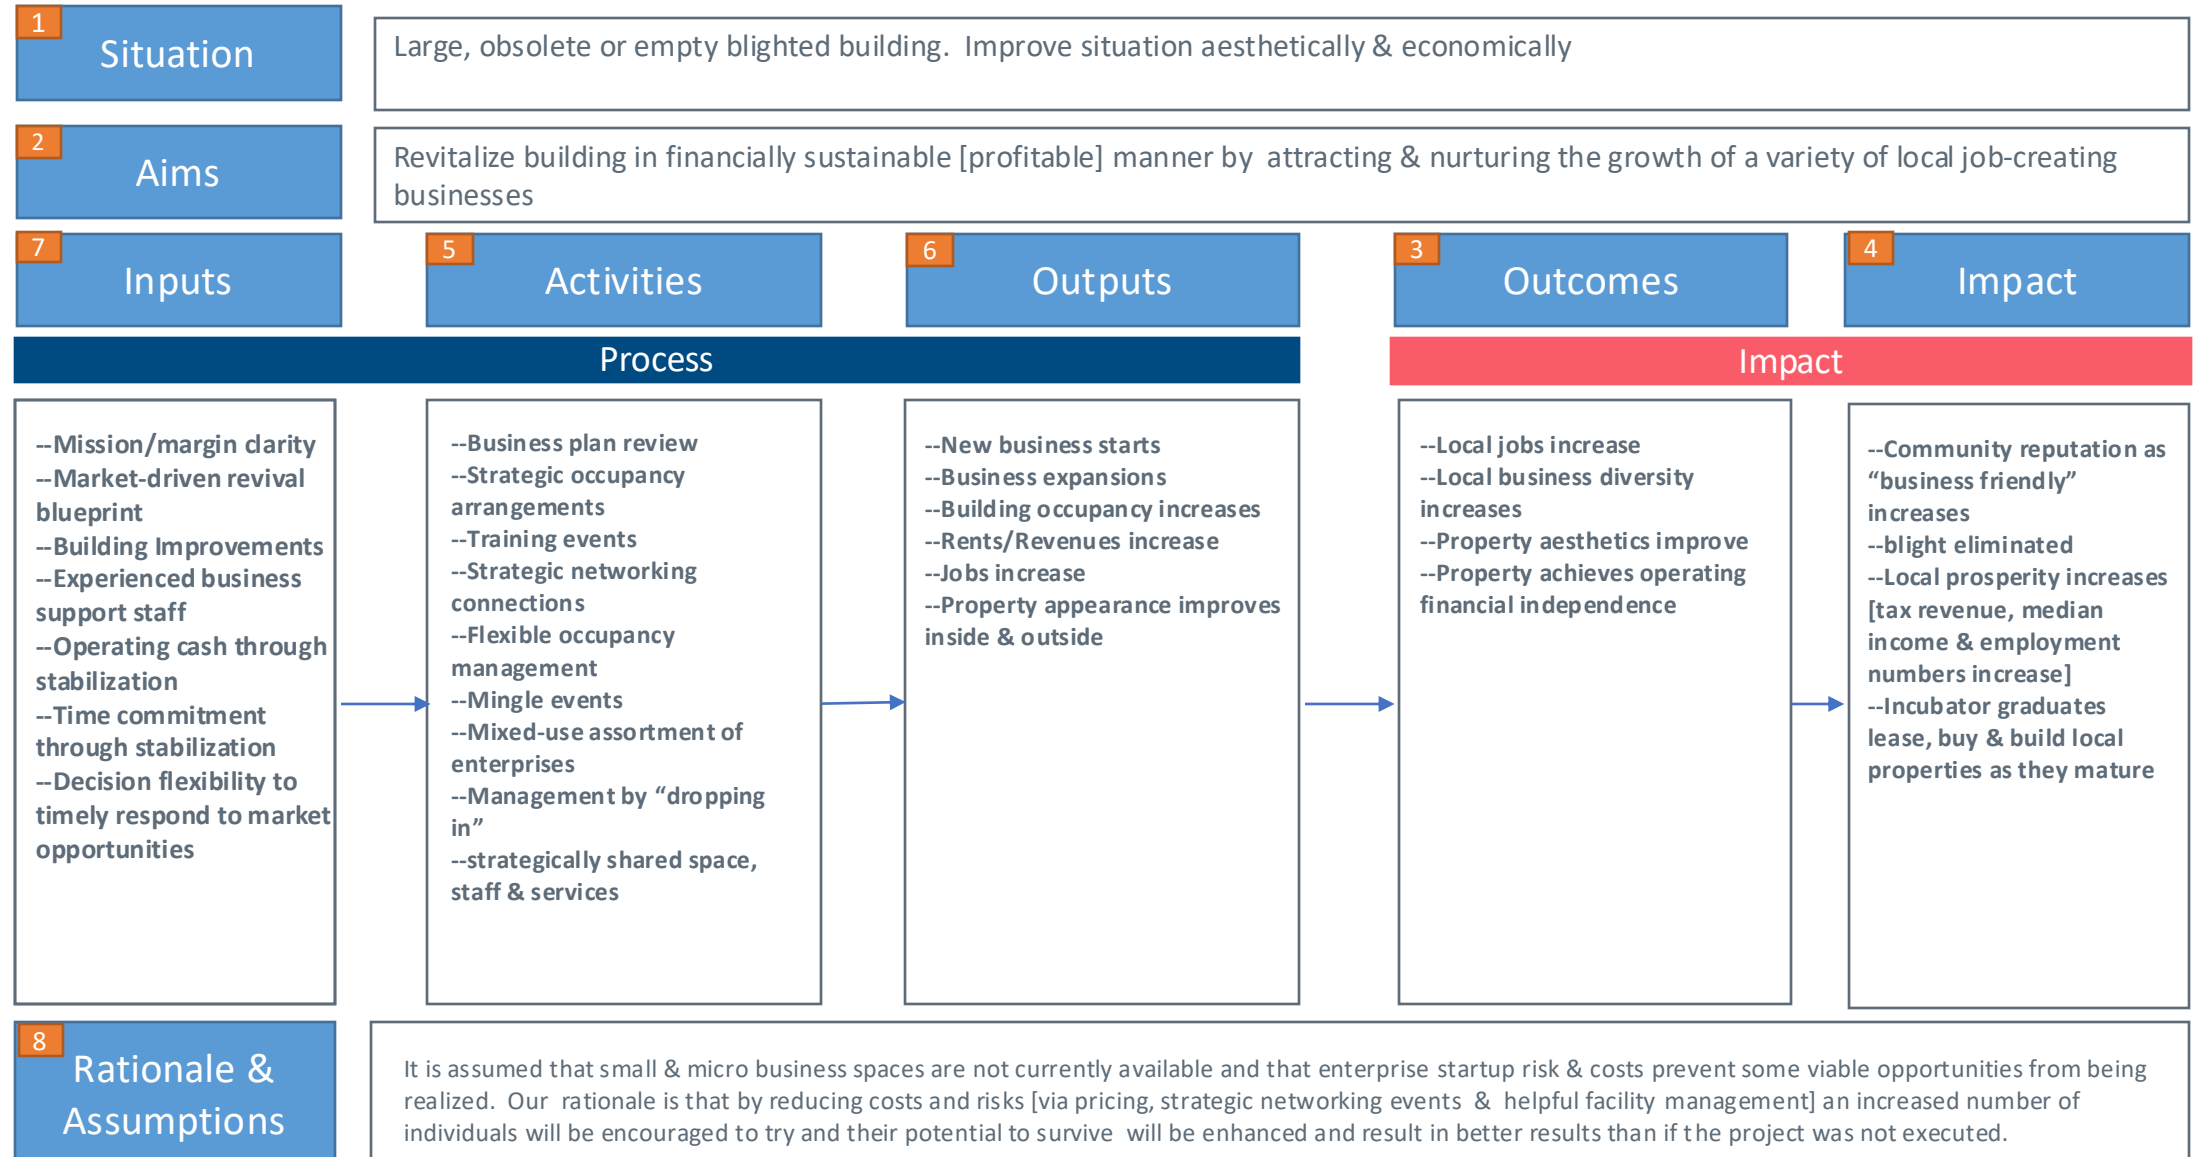 1
Situation
Large, obsolete or empty blighted building.  Improve situation aesthetically & economically
2
Aims
Revitalize building in financially sustainable [profitable] manner by  attracting & nurturing the growth of a variety of local job-creating
businesses
7
Inputs
5
Activities
6
Outputs
3
Outcomes
4
Impact
Process
Impact
--Mission/margin clarity
--Market-driven revival
blueprint
--Building Improvements
--Experienced business
support staff
--Operating cash through
stabilization
--Time commitment
through stabilization
--Decision flexibility to
timely respond to market
opportunities
--Business plan review
--Strategic occupancy
arrangements
--Training events
--Strategic networking
connections
--Flexible occupancy
management
--Mingle events
--Mixed-use assortment of
enterprises
--Management by “dropping
in”
--strategically shared space,
staff & services
--New business starts
--Business expansions
--Building occupancy increases
--Rents/Revenues increase
--Jobs increase
--Property appearance improves
inside & outside
--Local jobs increase
--Local business diversity
increases
--Property aesthetics improve
--Property achieves operating
financial independence
--Community reputation as
“business friendly”
increases
--blight eliminated
--Local prosperity increases
[tax revenue, median
income & employment
numbers increase]
--Incubator graduates
lease, buy & build local
properties as they mature
8
Rationale &
Assumptions
It is assumed that small & micro business spaces are not currently available and that enterprise startup risk & costs prevent some viable opportunities from being
realized.  Our  rationale is that by reducing costs and risks [via pricing, strategic networking events  &  helpful facility management] an increased number of
individuals will be encouraged to try and their potential to survive  will be enhanced and result in better results than if the project was not executed.